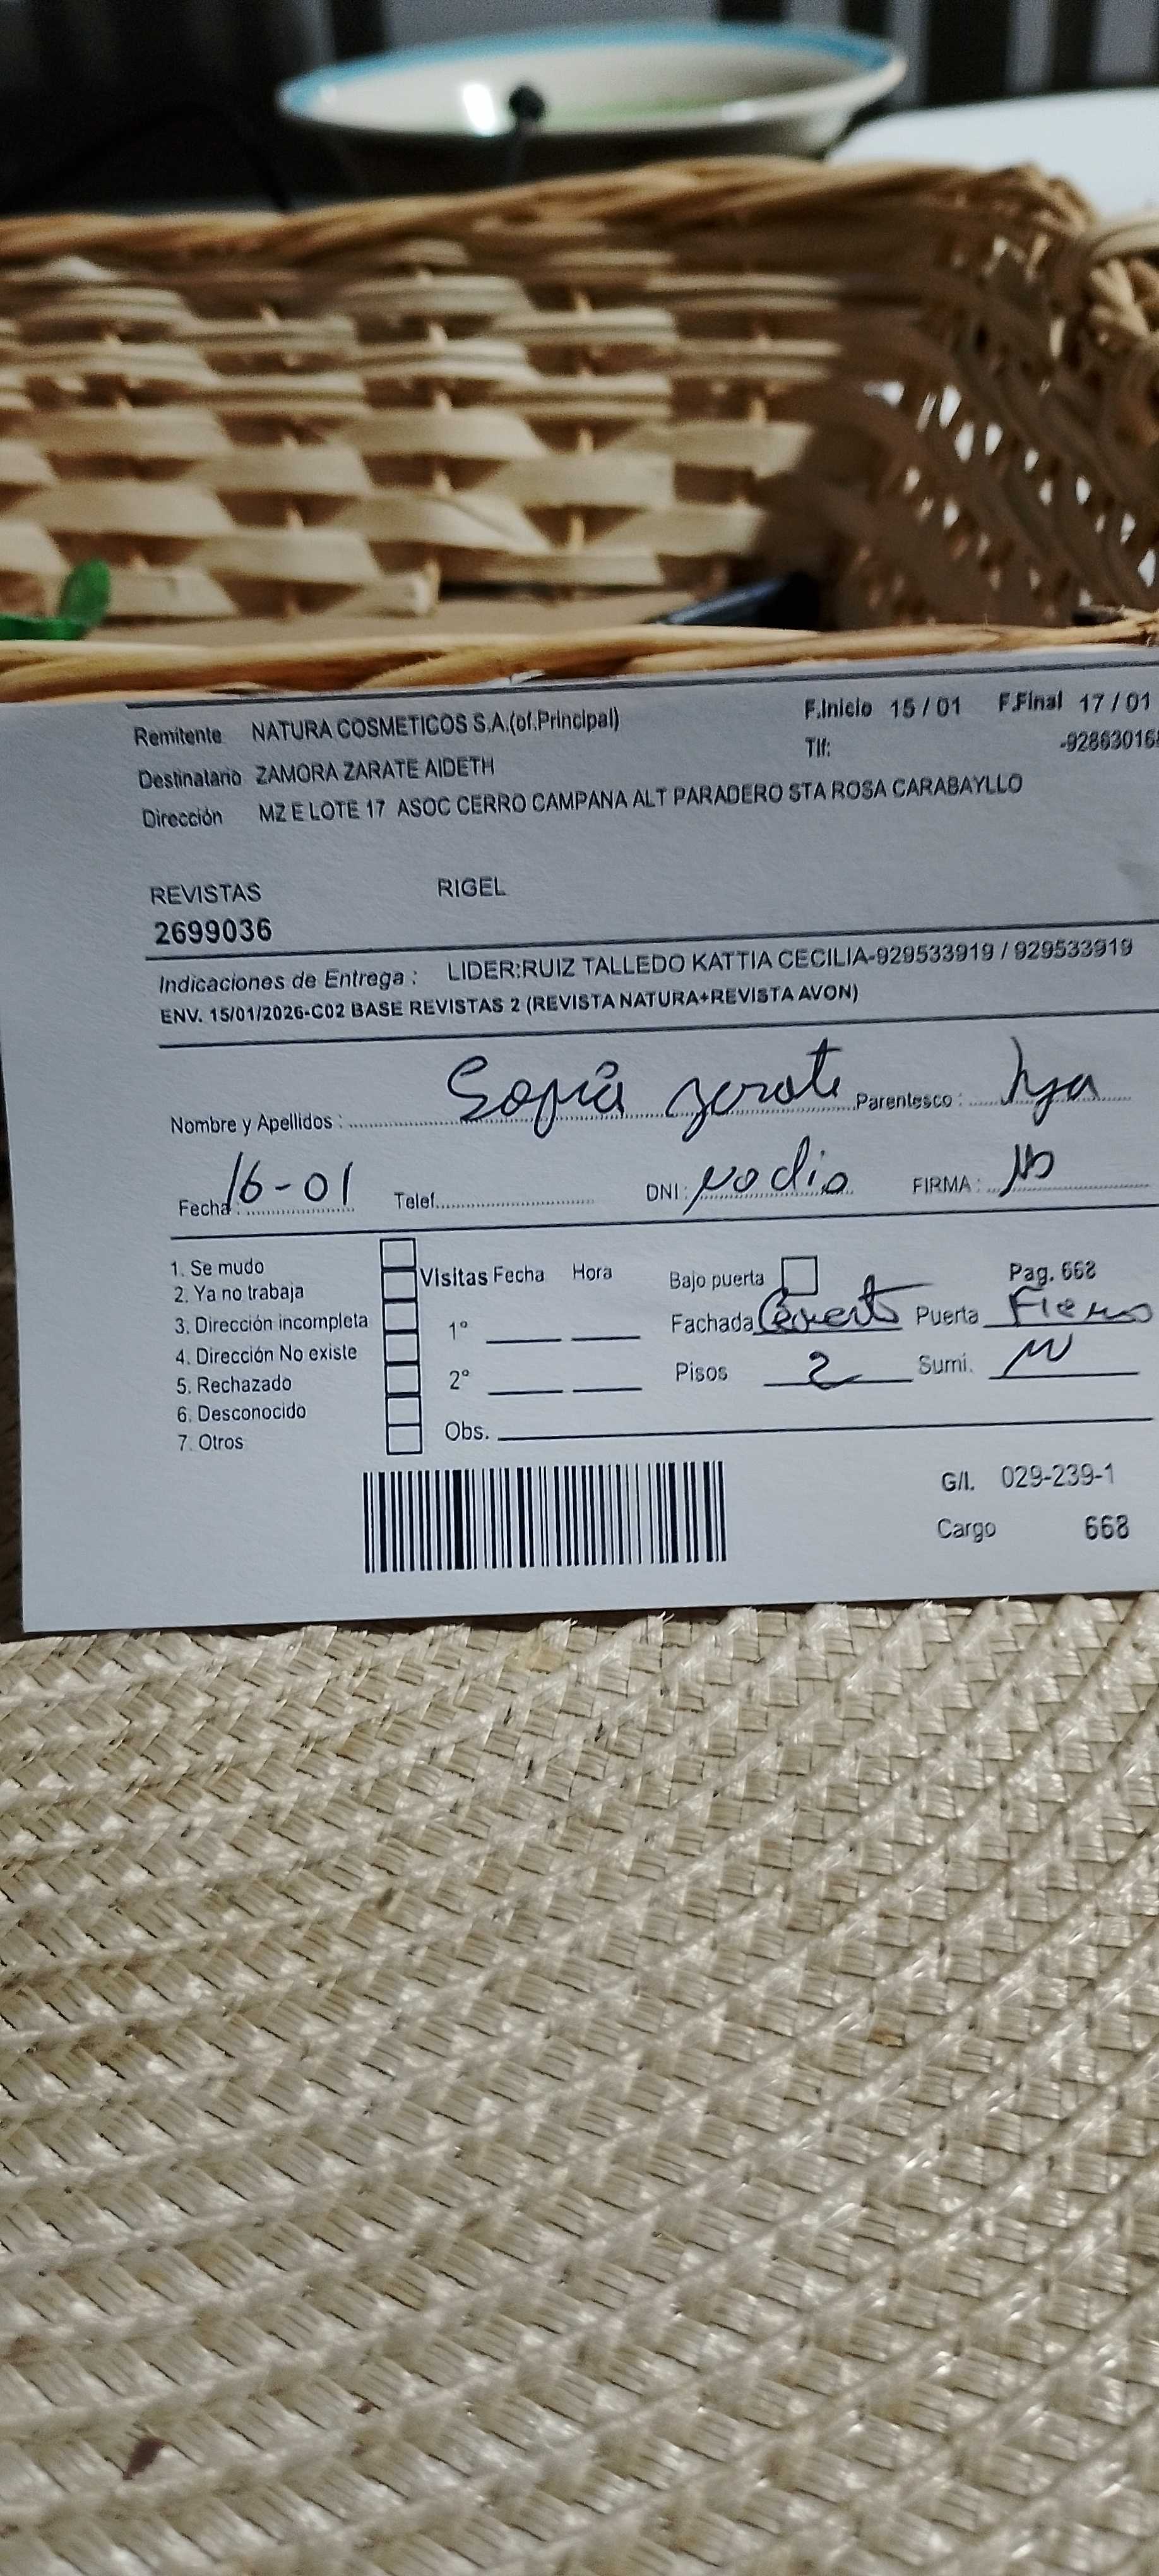 Remitente NATURA COSMETICOS S.A.(of.Principal) F.Inicio 15 / 01 F.Final 17 / 01
Destinatario ZAMORA ZARATE AIDETH Tlf: -92863016
Dirección MZ E LOTE 17 ASOC CERRO CAMPANA ALT PARADERO STA ROSA CARABAYLLO
REVISTAS RIGEL
2699036
Indicaciones de Entrega : LIDER:RUIZ TALLEDO KATTIA CECILIA-929533919 / 929533919
ENV. 15/01/2026-C02 BASE REVISTAS 2 (REVISTA NATURA+REVISTA AVON)
Nombre y Apellidos : Sofia zarate Parentesco : hija
Fecha : 16-01 Telef. DNI : no dio FIRMA :
1. Se mudo
2. Ya no trabaja Visitas Fecha Hora Bajo puerta Pag. 668
3. Dirección incompleta 1° Fachada Cemento Puerta Fierro
4. Dirección No existe
5. Rechazado 2° Pisos 2 Sumi.
6. Desconocido
7. Otros Obs.
G/I. 029-239-1
Cargo 668